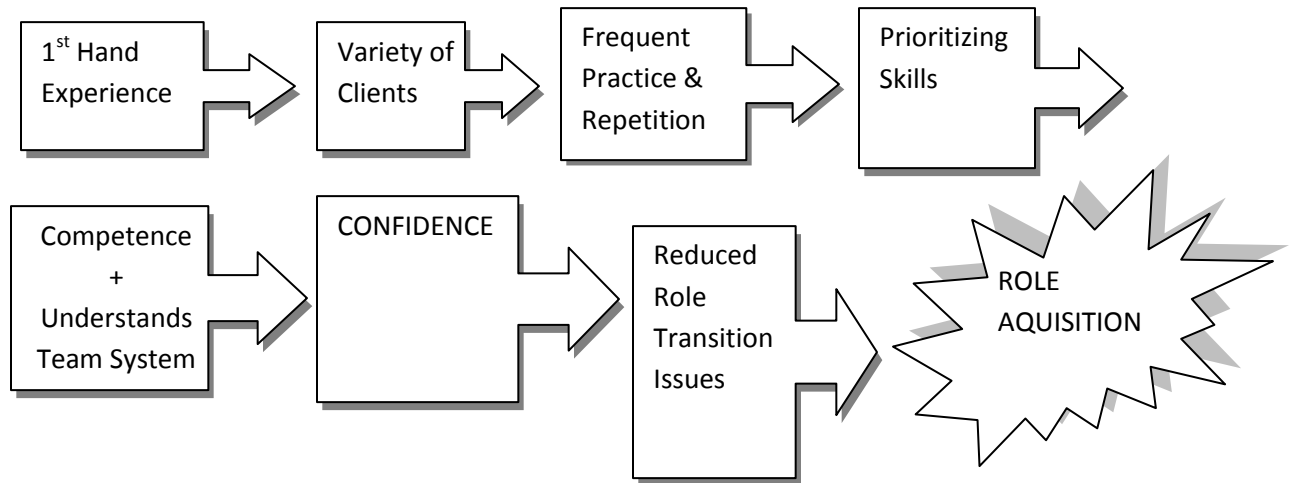 1st Hand
Experience
Variety of
Clients
Frequent
Practice &
Repetition
Prioritizing
Skills
Competence
+
Understands
Team System
CONFIDENCE
Reduced
Role
Transition
Issues
ROLE
AQUISITION